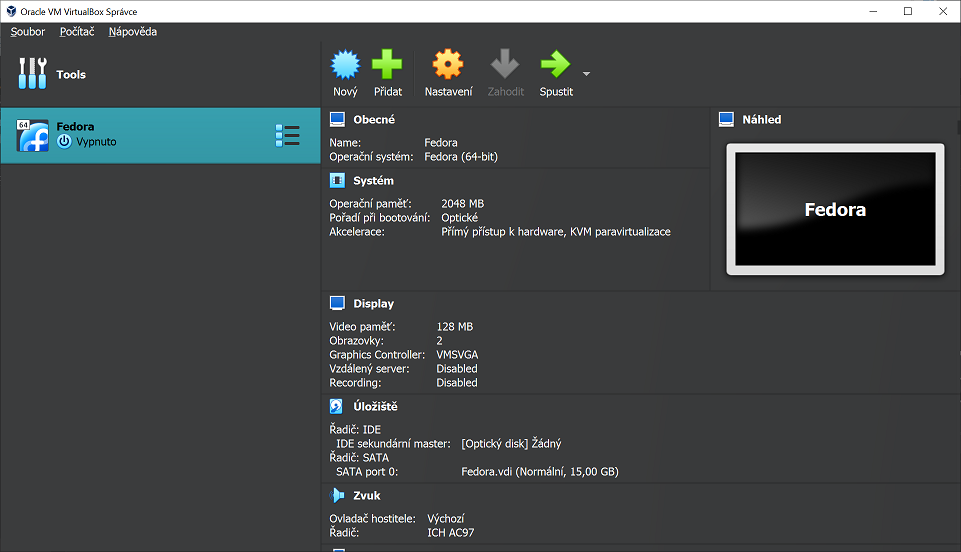 Oracle VM VirtualBox Správce
Soubor Počítač Nápověda
Tools
Nový Přidat Nastavení Zahodit Spustit
64
Fedora
Vypnuto
Obecné
Name: Fedora
Operační systém: Fedora (64-bit)
Systém
Operační paměť: 2048 MB
Pořadí při bootování: Optické
Akcelerace: Přímý přístup k hardware, KVM paravirtualizace
Náhled
Fedora
Display
Video paměť: 128 MB
Obrazovky: 2
Graphics Controller: VMSVGA
Vzdálený server: Disabled
Recording: Disabled
Úložiště
Řadič: IDE
IDE sekundární master: [Optický disk] Žádný
Řadič: SATA
SATA port 0: Fedora.vdi (Normální, 15,00 GB)
Zvuk
Ovladač hostitele: Výchozí
Řadič: ICH AC97